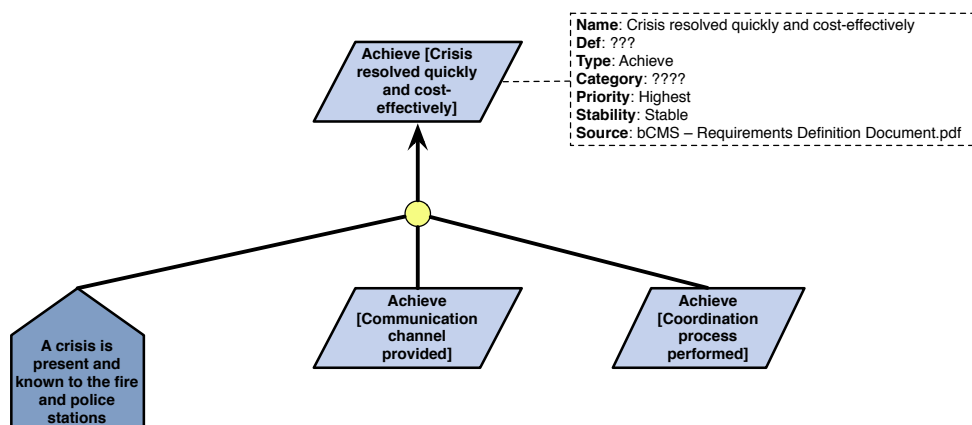 Achieve [Crisis
resolved quickly
and cost-
effectively]
Name: Crisis resolved quickly and cost-effectively
Def: ???
Type: Achieve
Category: ????
Priority: Highest
Stability: Stable
Source: bCMS – Requirements Definition Document.pdf
A crisis is
present and
known to the fire
and police
stations
Achieve
[Communication
channel
provided]
Achieve
[Coordination
process
performed]